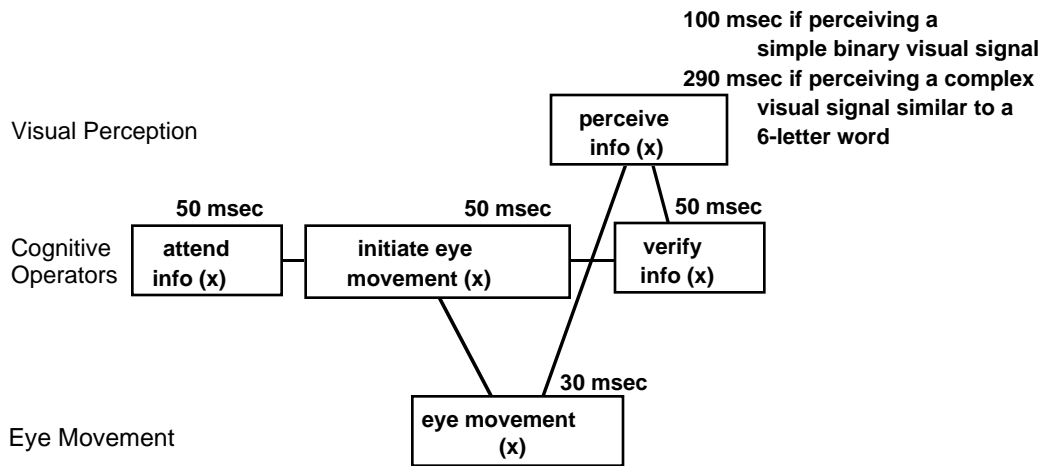 100 msec if perceiving a
simple binary visual signal
290 msec if perceiving a complex
visual signal similar to a
6-letter word
Visual Perception
perceive
info (x)
50 msec
50 msec
50 msec
Cognitive
Operators
attend
info (x)
initiate eye
movement (x)
verify
info (x)
30 msec
Eye Movement
eye movement
(x)